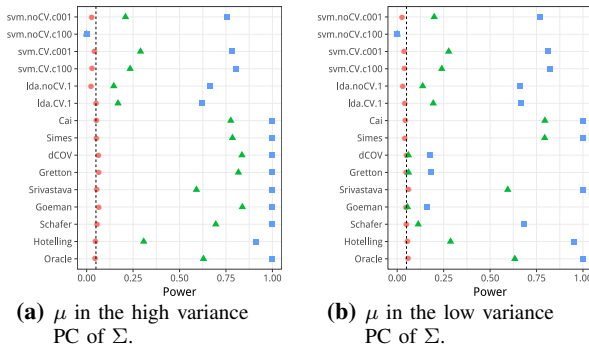 svm.noCV.c001
svm.noCV.c100
svm.CV.c001
svm.CV.c100
lda.noCV.1
lda.CV.1
Cai
Simes
dCOV
Gretton
Srivastava
Goeman
Schafer
Hotelling
Oracle
0.00 0.25 0.50 0.75 1.00
Power
(a) μ in the high variance
PC of Σ.
svm.noCV.c001
svm.noCV.c100
svm.CV.c001
svm.CV.c100
lda.noCV.1
lda.CV.1
Cai
Simes
dCOV
Gretton
Srivastava
Goeman
Schafer
Hotelling
Oracle
0.00 0.25 0.50 0.75 1.00
Power
(b) μ in the low variance
PC of Σ.